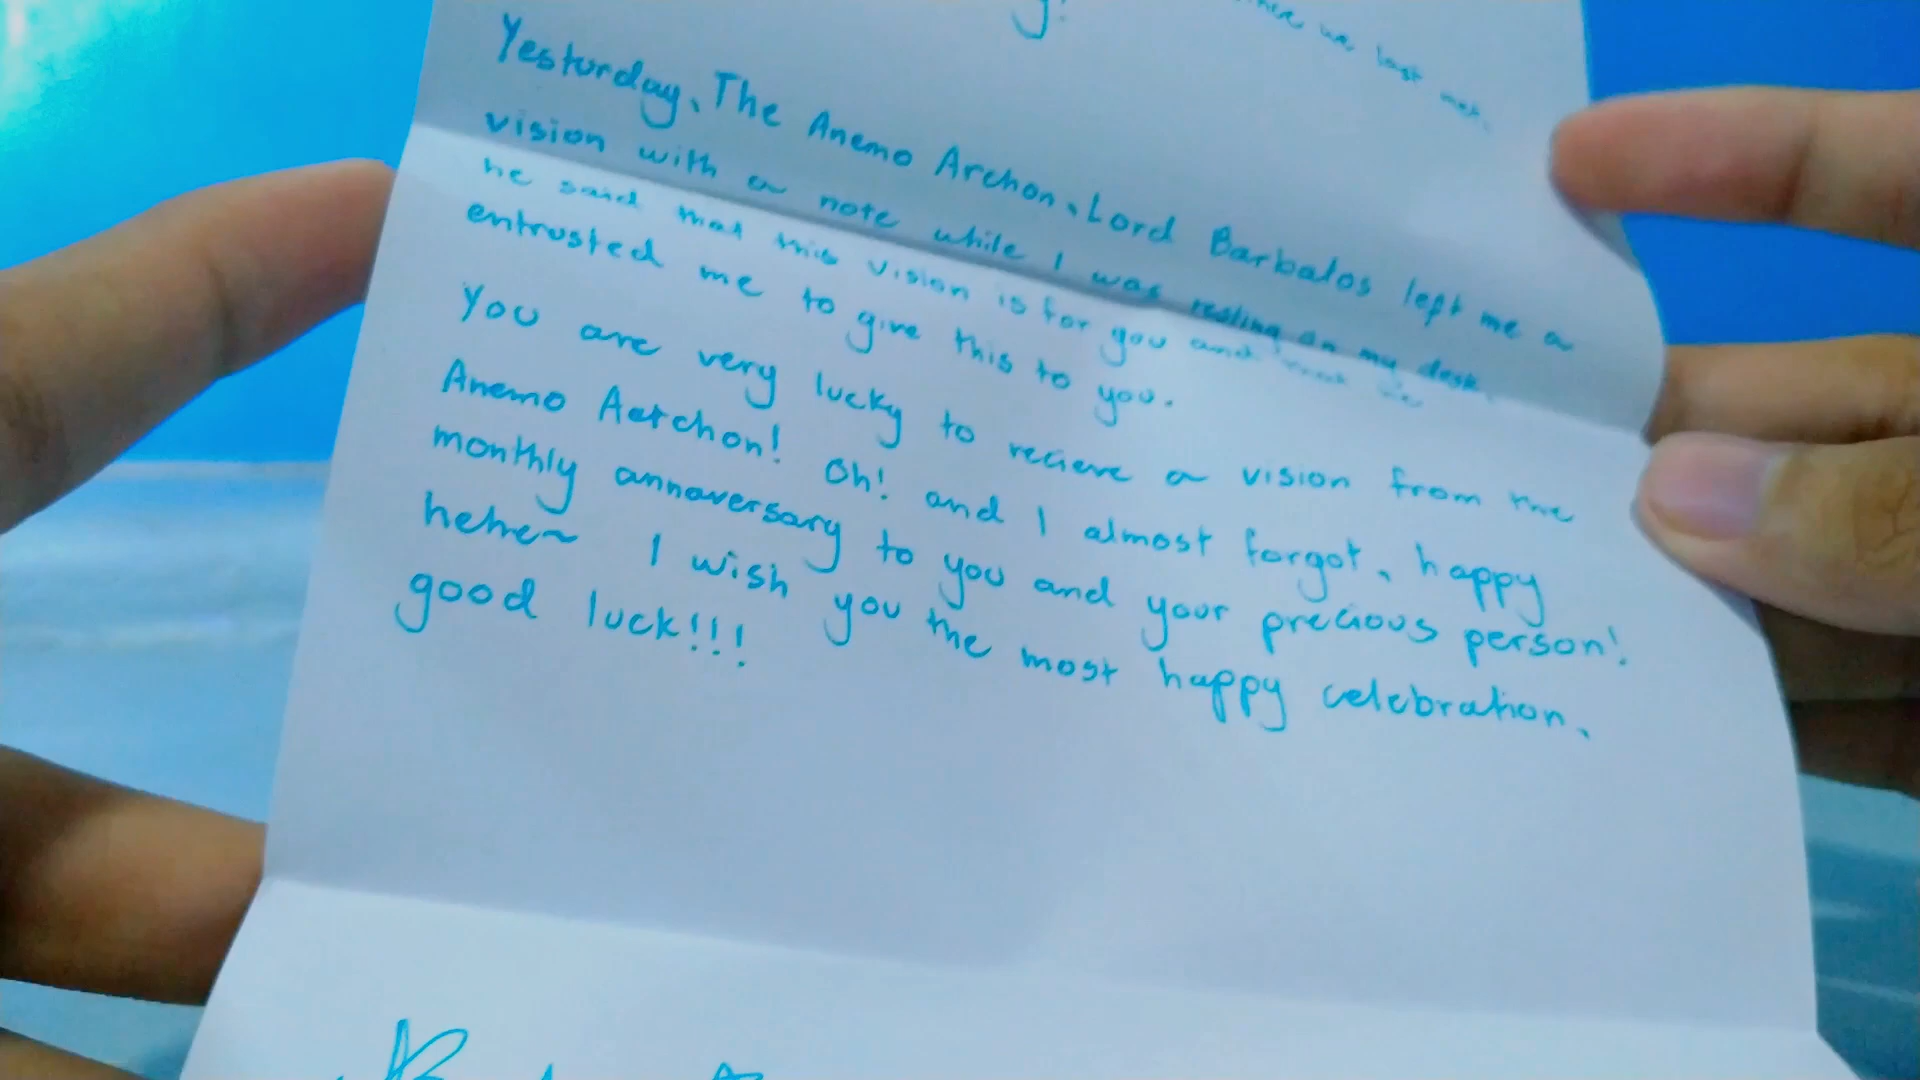 we last met.
Yesturday, The Anemo Archon, Lord Barbatos left me a
vision with a note while I was resting on my desk.
he said that this vision is for you and
entrusted me to give this to you.
You are very lucky to recieve a vision from the
Anemo Aerchon! Oh! and I almost forgot, happy
monthly annaversary to you and your precious person!
hehe~ I wish you the most happy celebration,
good luck!!!